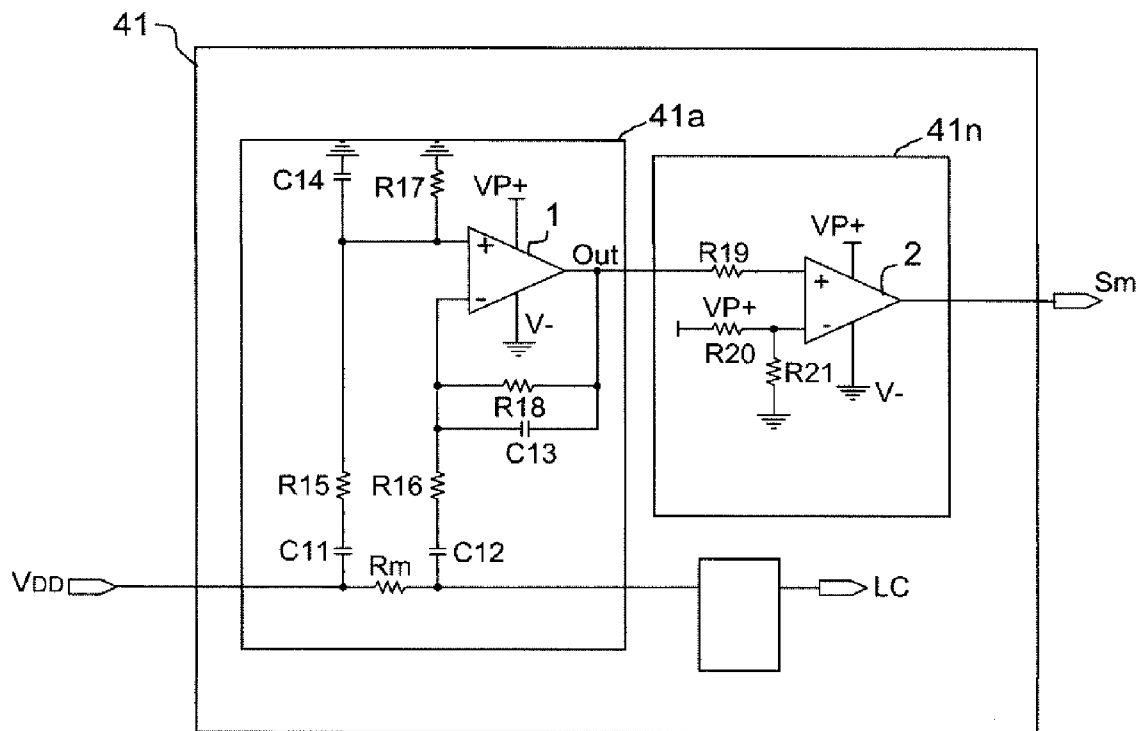 41
41a
41n
C14
R17
VP+
1
+
-
Out
V-
R18
C13
R15
R16
C11
C12
Rm
VDD
R19
VP+
2
+
-
VP+
R20
R21
V-
Sm
LC